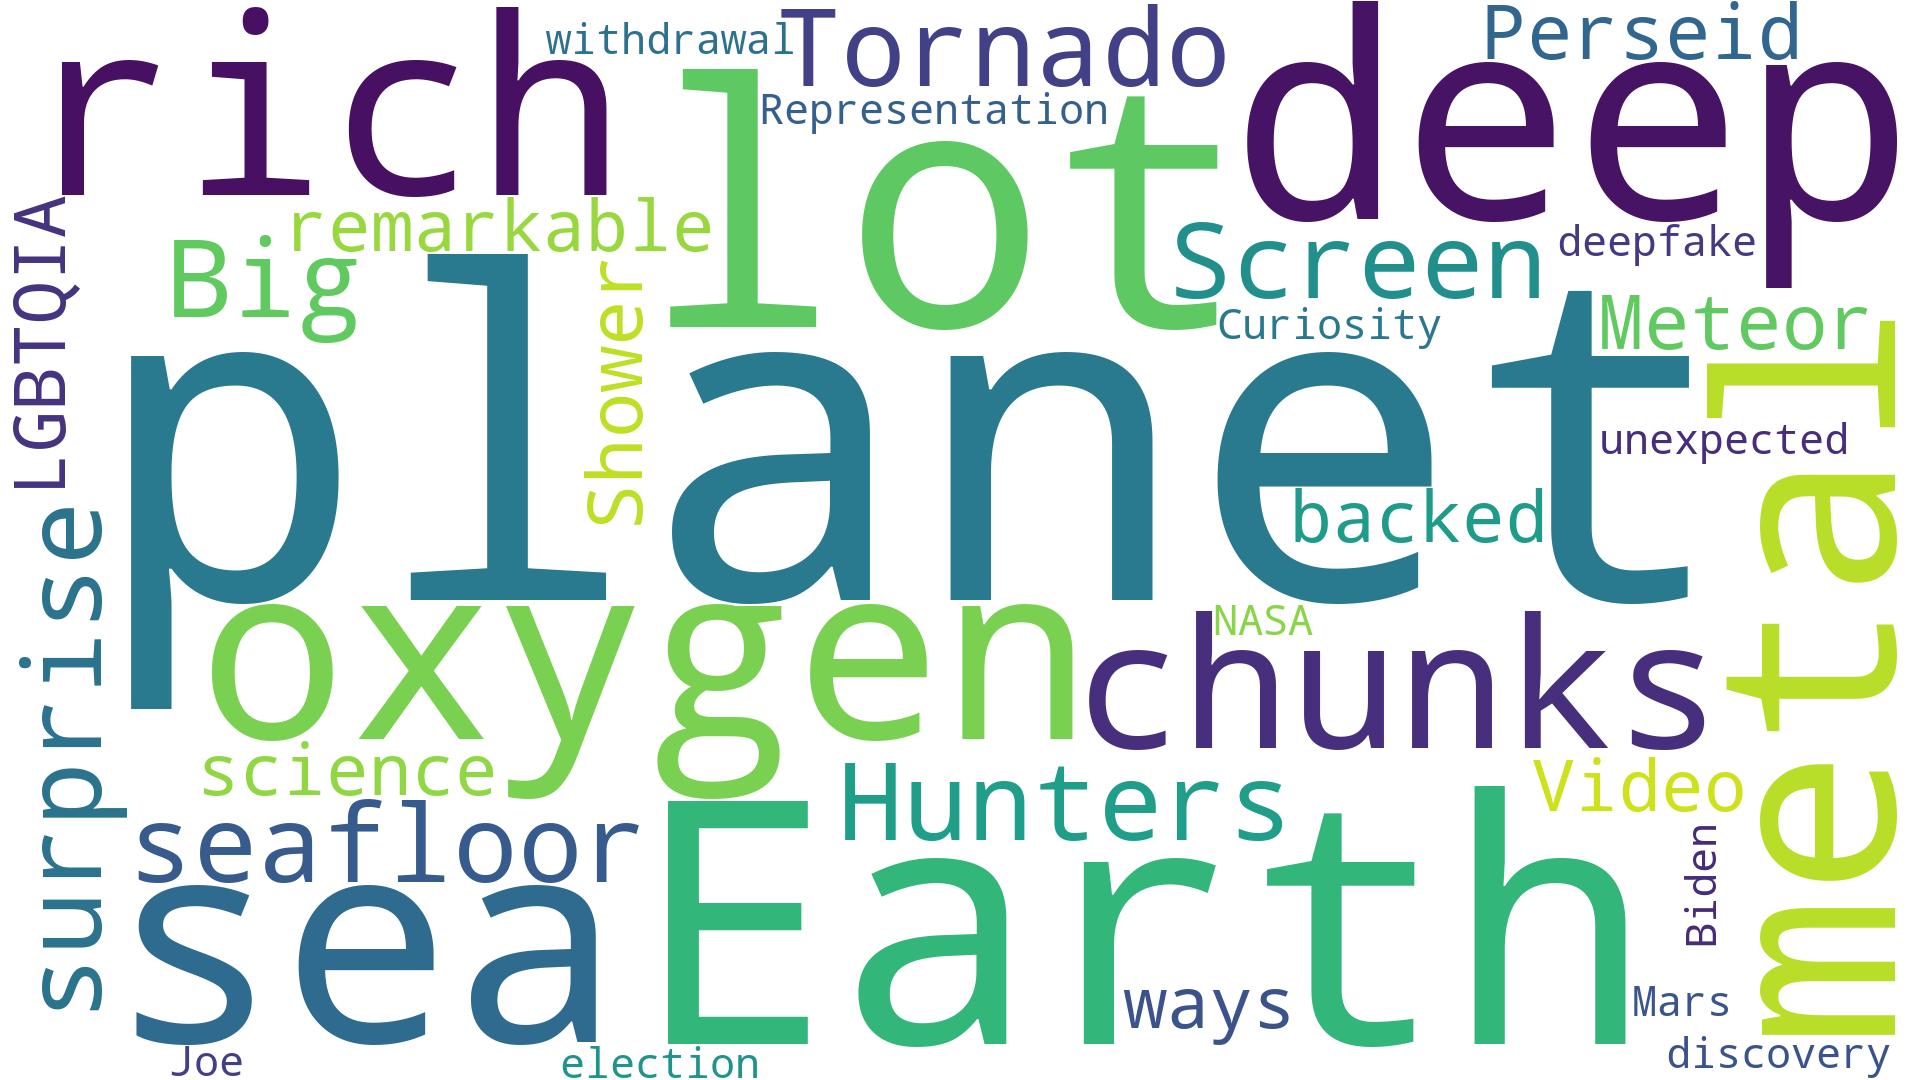 rich
withdrawal
Tornado
deep
Perseid
Representation
lot
LGBTQIA
remarkable
Big
Shower
Screen
deepfake
Curiosity
Meteor
planet
unexpected
backed
metal
surprise
oxygen
NASA
chunks
science
Hunters
Video
seafloor
Biden
sea
Earth
ways
Mars
Joe
election
discovery